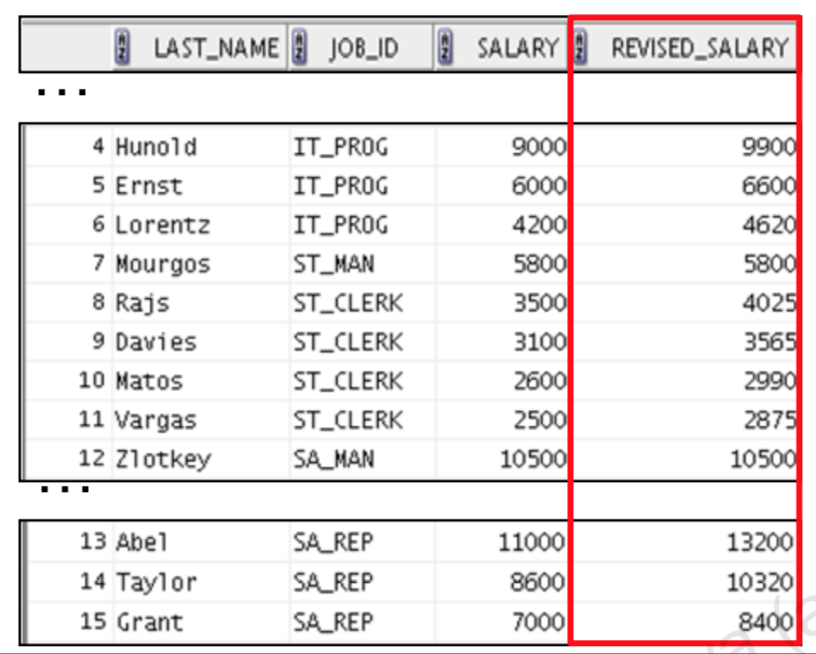 LAST_NAME JOB_ID SALARY REVISED_SALARY
...
4 Hunold IT_PROG 9000 9900
5 Ernst IT_PROG 6000 6600
6 Lorentz IT_PROG 4200 4620
7 Mourgos ST_MAN 5800 5800
8 Rajs ST_CLERK 3500 4025
9 Davies ST_CLERK 3100 3565
10 Matos ST_CLERK 2600 2990
11 Vargas ST_CLERK 2500 2875
12 Zlotkey SA_MAN 10500 10500
...
13 Abel SA_REP 11000 13200
14 Taylor SA_REP 8600 10320
15 Grant SA_REP 7000 8400